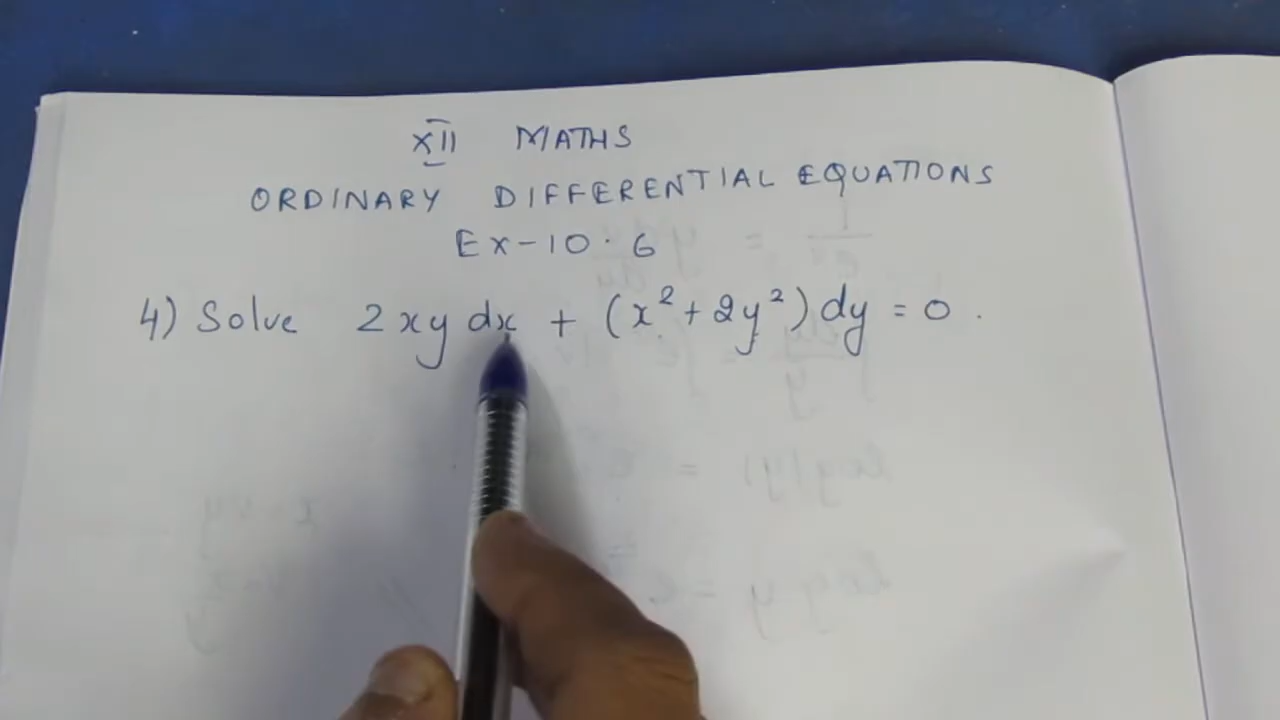 XII MATHS
ORDINARY DIFFERENTIAL EQUATIONS
Ex-10.6
4) Solve 2xy dx + (x² + 2y²) dy = 0.